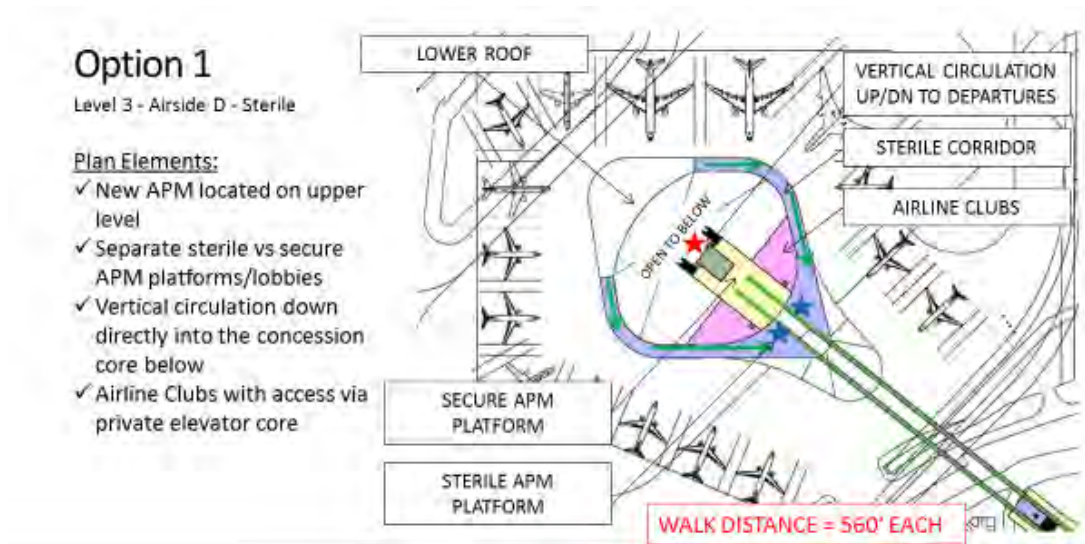 Option 1
Level 3 - Airside D - Sterile
Plan Elements:
✓ New APM located on upper
level
✓ Separate sterile vs secure
APM platforms/lobbies
✓ Vertical circulation down
directly into the concession
core below
✓ Airline Clubs with access via
private elevator core
LOWER ROOF
VERTICAL CIRCULATION
UP/DN TO DEPARTURES
STERILE CORRIDOR
AIRLINE CLUBS
OPEN TO BELOW
SECURE APM
PLATFORM
STERILE APM
PLATFORM
WALK DISTANCE = 560' EACH